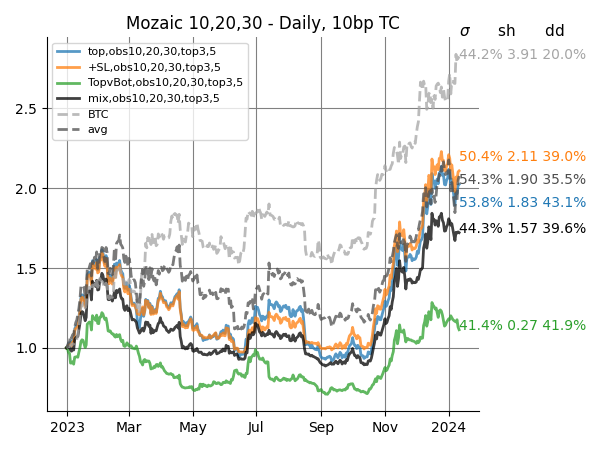 Mozaic 10,20,30 - Daily, 10bp TC
σ sh dd
top,obs10,20,30,top3,5
+SL,obs10,20,30,top3,5
TopvBot,obs10,20,30,top3,5
mix,obs10,20,30,top3,5
BTC
avg
44.2% 3.91 20.0%
50.4% 2.11 39.0%
54.3% 1.90 35.5%
53.8% 1.83 43.1%
44.3% 1.57 39.6%
41.4% 0.27 41.9%
2.5
2.0
1.5
1.0
2023 Mar May Jul Sep Nov 2024